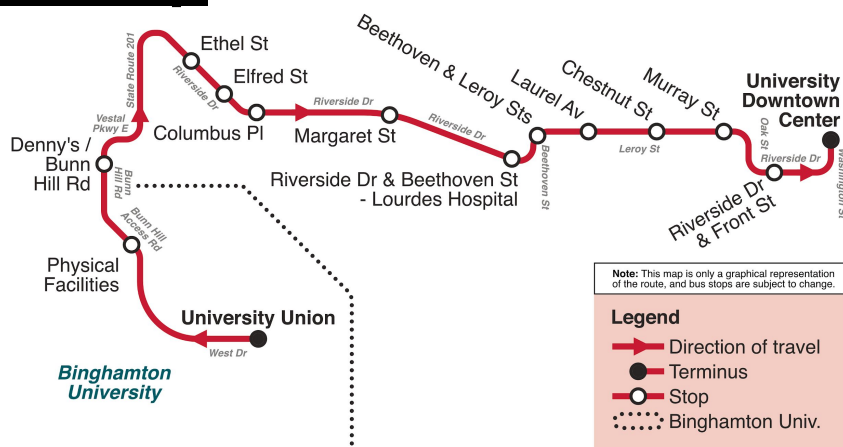 Ethel St
Riverside Dr
Elfred St
Columbus Pl
State Route 201
Vestal
Pkwy E
Denny's /
Bunn
Hill Rd
Bunn
Hill Rd
Bunn Hill
Access Rd
Physical
Facilities
University Union
West Dr
Binghamton
University
Riverside Dr
Margaret St
Riverside Dr
Riverside Dr & Beethoven St
- Lourdes Hospital
Beethoven & Leroy Sts
Beethoven St
Laurel Av
Chestnut St
Leroy St
Murray St
Oak St
Riverside Dr
Riverside Dr
& Front St
University
Downtown
Center
Washington St
Note: This map is only a graphical representation
of the route, and bus stops are subject to change.
Legend
Direction of travel
Terminus
Stop
Binghamton Univ.